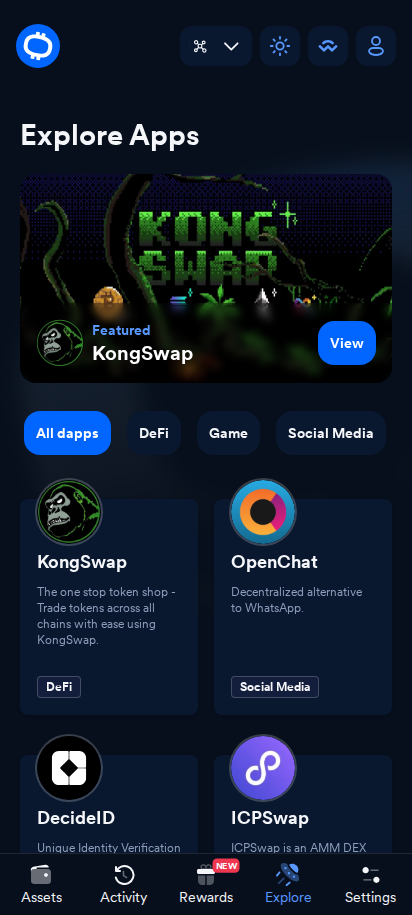 Explore Apps
KONG
SWAP
Featured
KongSwap
View
All dapps
DeFi
Game
Social Media
KongSwap
The one stop token shop -
Trade tokens across all
chains with ease using
KongSwap.
DeFi
OpenChat
Decentralized alternative
to WhatsApp.
Social Media
DecideID
Unique Identity Verification
ICPSwap
ICPSwap is an AMM DEX
NEW
Assets
Activity
Rewards
Explore
Settings